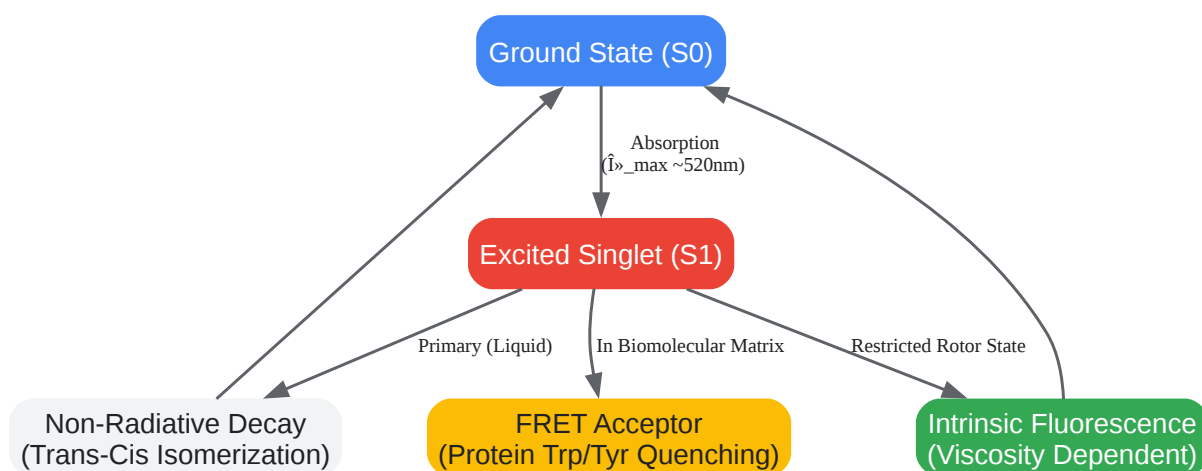 Ground State (S0)
Absorption
(Î»_max ~520nm)
Excited Singlet (S1)
Primary (Liquid)
In Biomolecular Matrix
Restricted Rotor State
Non-Radiative Decay
(Trans-Cis Isomerization)
FRET Acceptor
(Protein Trp/Tyr Quenching)
Intrinsic Fluorescence
(Viscosity Dependent)